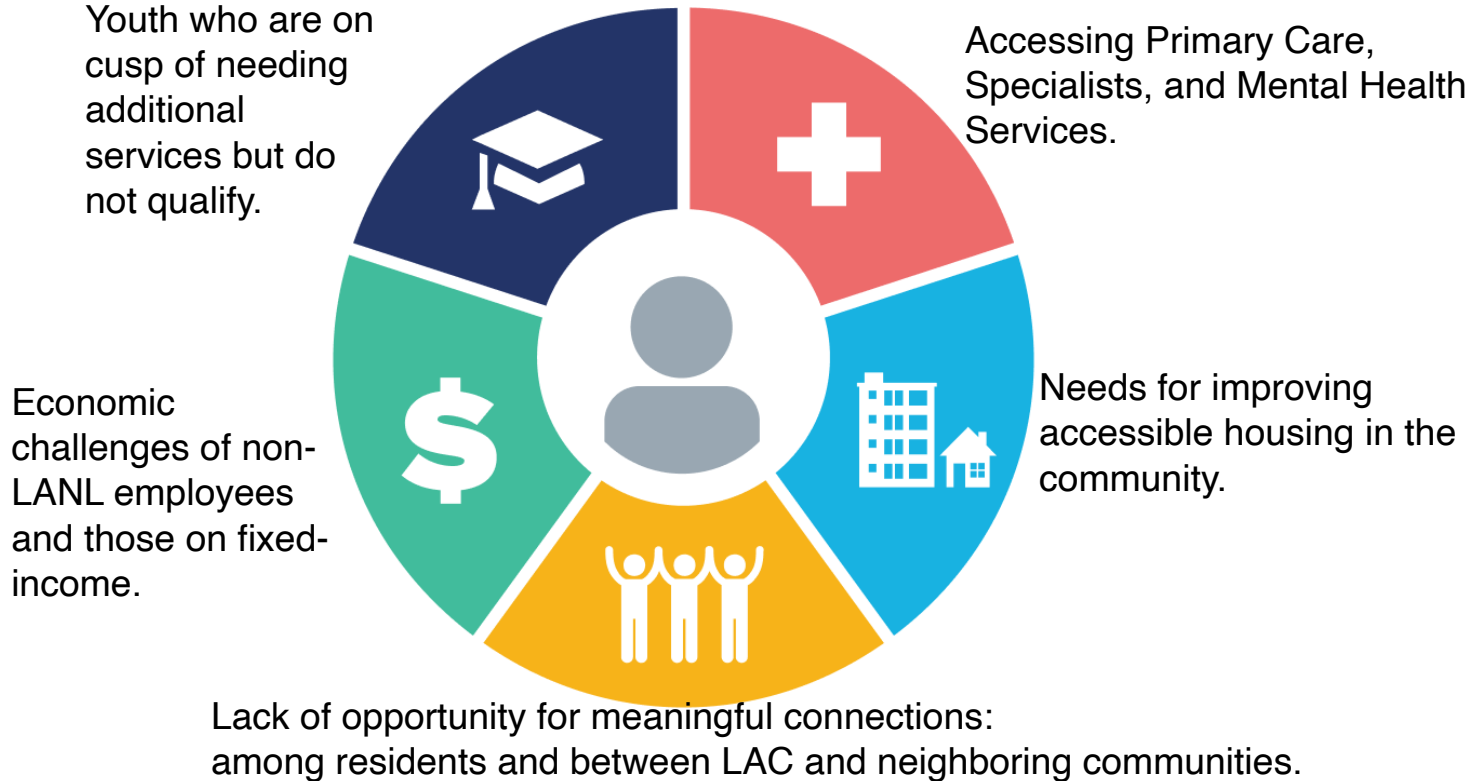 Youth who are on
cusp of needing
additional
services but do
not qualify.
Accessing Primary Care,
Specialists, and Mental Health
Services.
Economic
challenges of non-
LANL employees
and those on fixed-
income.
Needs for improving
accessible housing in the
community.
Lack of opportunity for meaningful connections:
among residents and between LAC and neighboring communities.